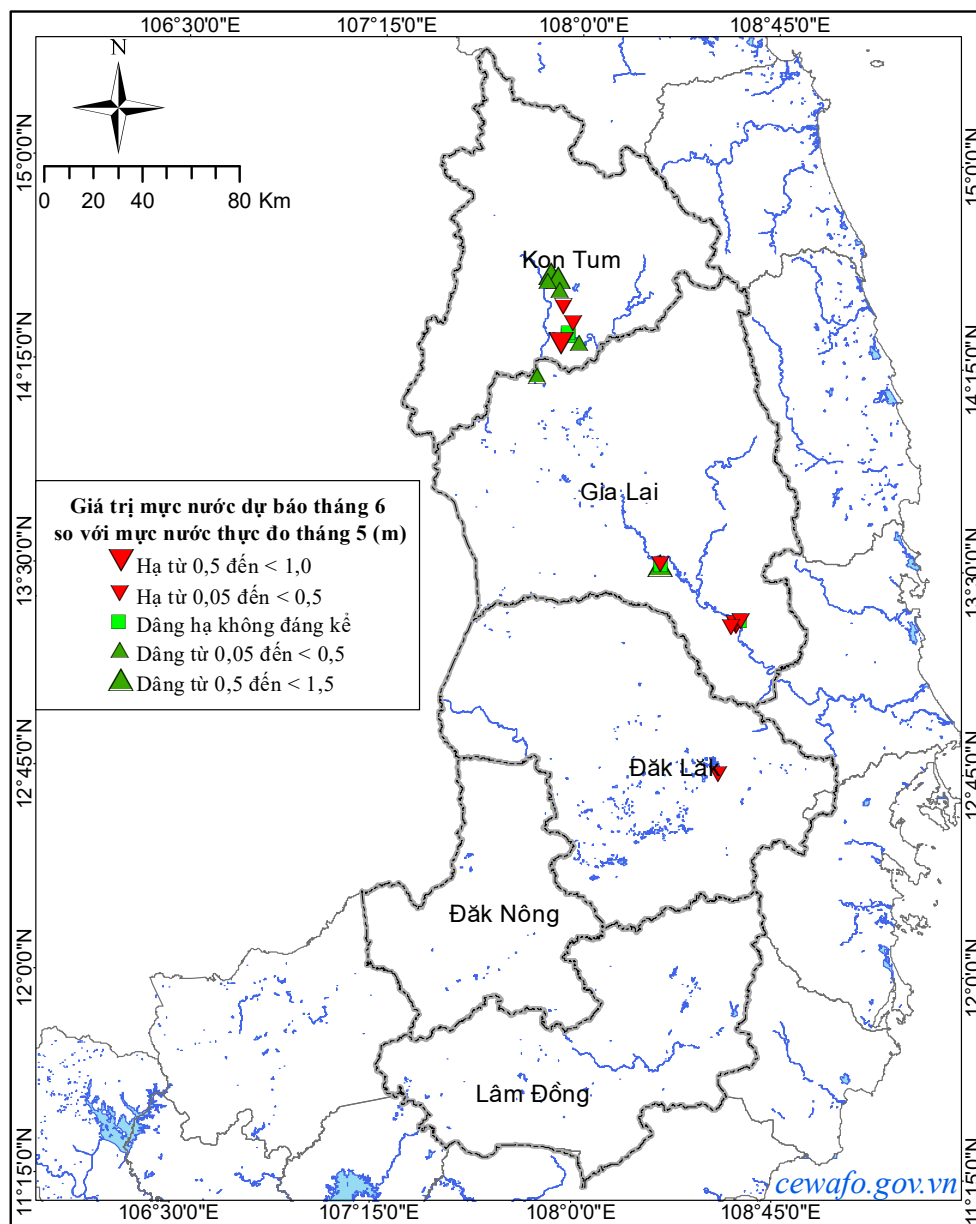 106°30'0"E 107°15'0"E 108°0'0"E 108°45'0"E
N
0 20 40 80 Km
15°0'0"N
15°0'0"N
Kon Tum
14°15'0"N
14°15'0"N
Gia Lai
Giá trị mực nước dự báo tháng 6
so với mực nước thực đo tháng 5 (m)
Hạ từ 0,5 đến < 1,0
Hạ từ 0,05 đến < 0,5
Dâng hạ không đáng kể
Dâng từ 0,05 đến < 0,5
Dâng từ 0,5 đến < 1,5
13°30'0"N
13°30'0"N
Đăk Lăk
12°45'0"N
12°45'0"N
Đăk Nông
12°0'0"N
12°0'0"N
Lâm Đồng
11°15'0"N
11°15'0"N
cewafo.gov.vn
106°30'0"E 107°15'0"E 108°0'0"E 108°45'0"E